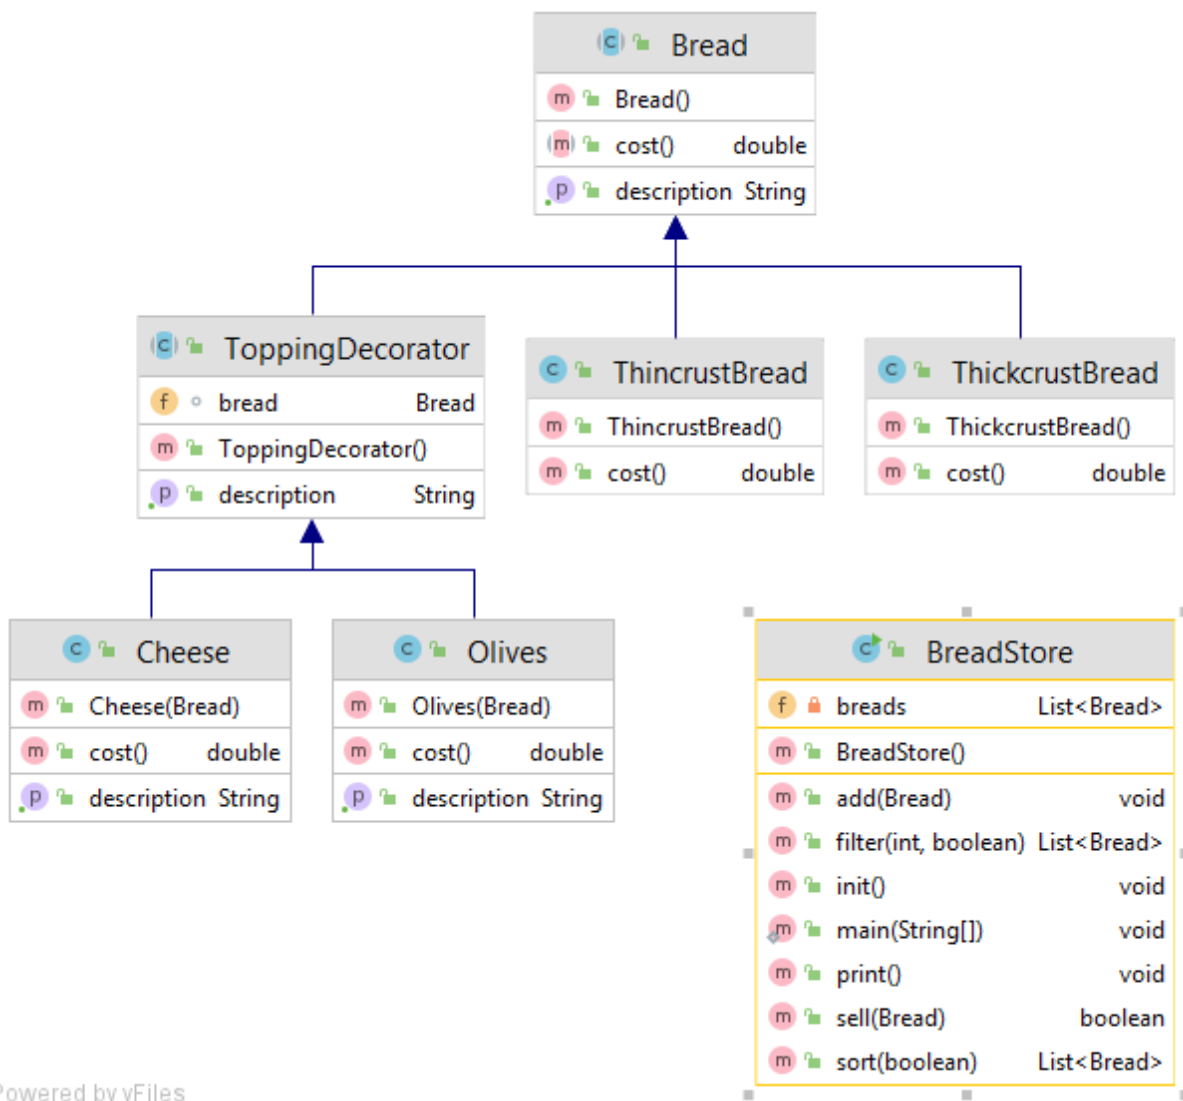 Bread
Bread()
cost() double
description String
ToppingDecorator
bread Bread
ToppingDecorator()
description String
ThincrustBread
ThincrustBread()
cost() double
ThickcrustBread
ThickcrustBread()
cost() double
Cheese
Cheese(Bread)
cost() double
description String
Olives
Olives(Bread)
cost() double
description String
BreadStore
breads List<Bread>
BreadStore()
add(Bread) void
filter(int, boolean) List<Bread>
init() void
main(String[]) void
print() void
sell(Bread) boolean
sort(boolean) List<Bread>
Powered by yFiles